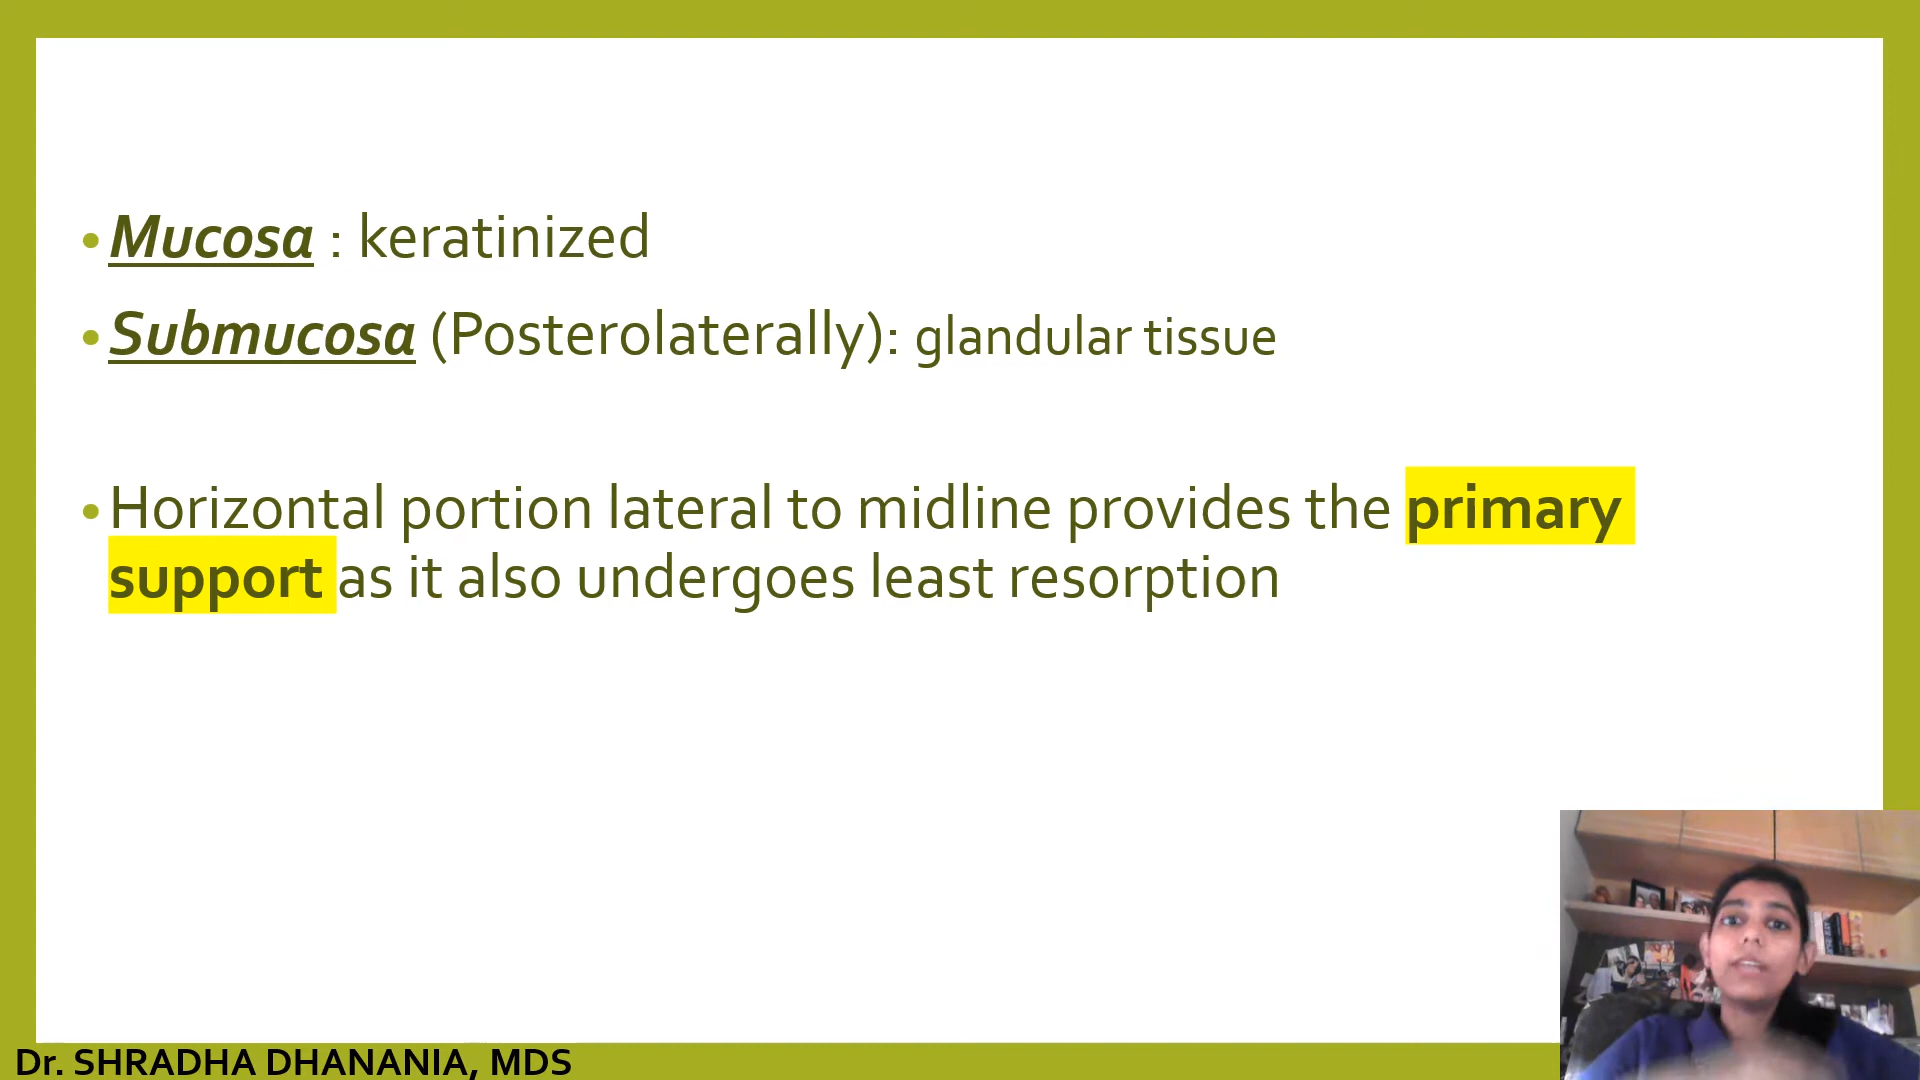 • Mucosa : keratinized
• Submucosa (Posterolaterally): glandular tissue
• Horizontal portion lateral to midline provides the primary
support as it also undergoes least resorption
Dr. SHRADHA DHANANIA, MDS